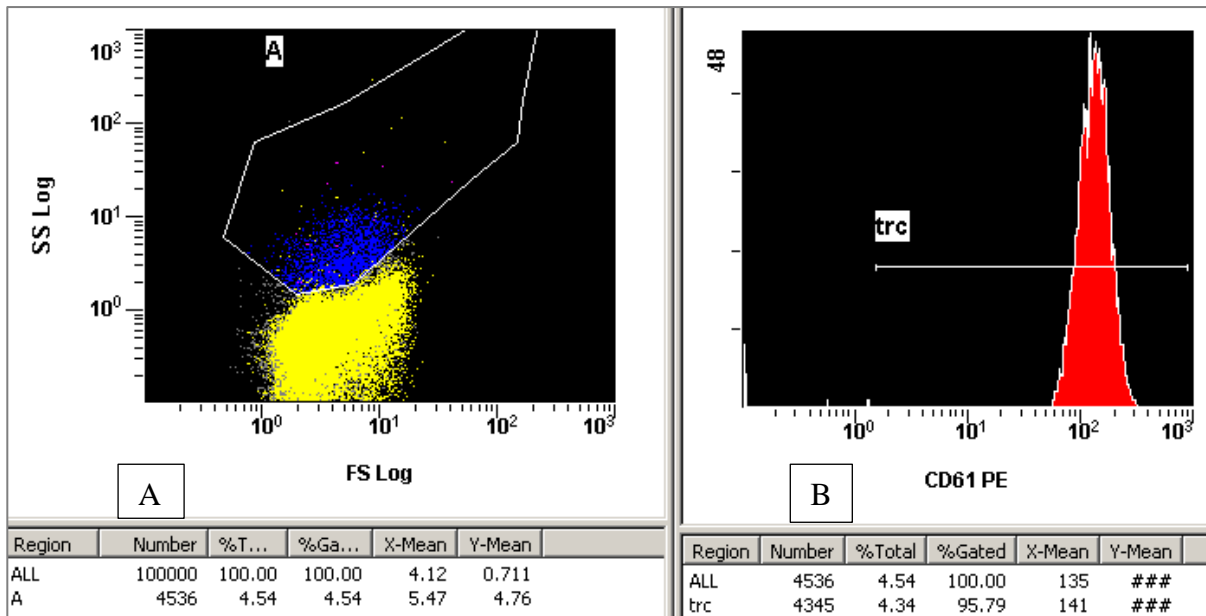 A
SS Log
10³
10²
10¹
10⁰
10⁰ 10¹ 10² 10³
FS Log
A
Region Number %T... %Ga... X-Mean Y-Mean
ALL 100000 100.00 100.00 4.12 0.711
A 4536 4.54 4.54 5.47 4.76
48
trc
10⁰ 10¹ 10² 10³
CD61 PE
B
Region Number %Total %Gated X-Mean Y-Mean
ALL 4536 4.54 100.00 135 ###
trc 4345 4.34 95.79 141 ###